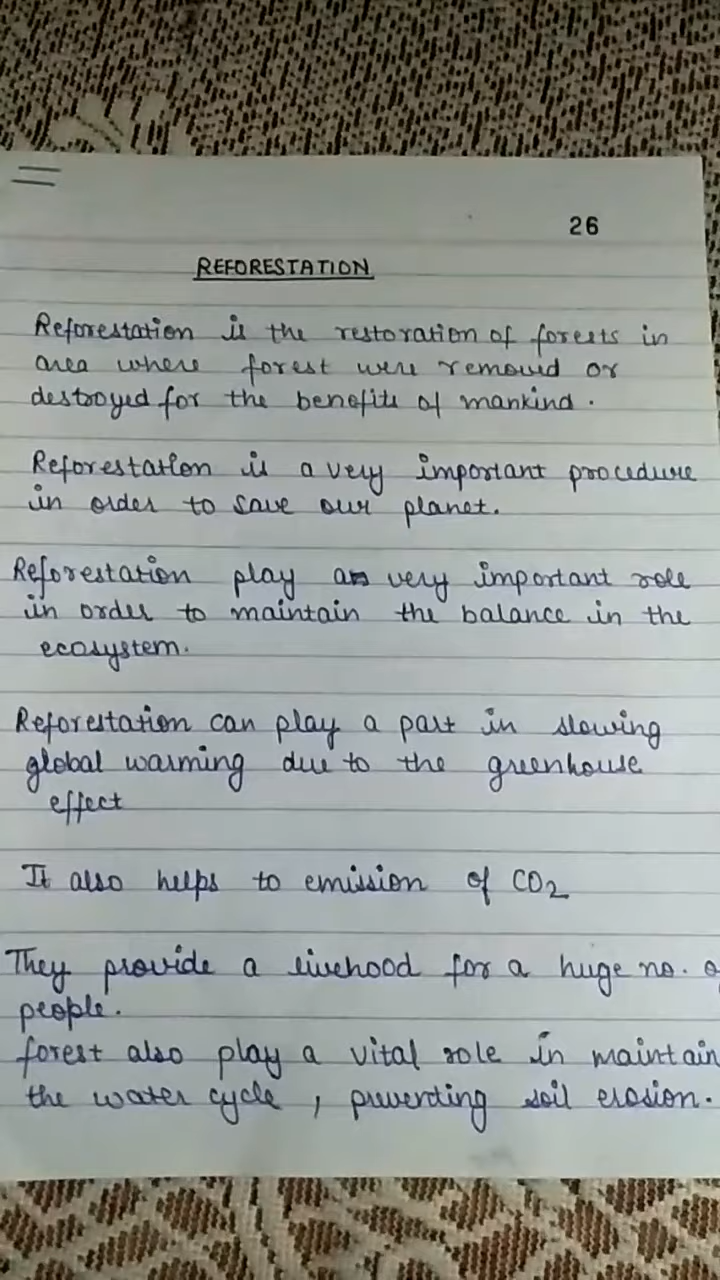 26
REFORESTATION
Reforestation is the restoration of forests in
area where forest were removed or
destroyed for the benefits of mankind.
Reforestation is a very important procedure
in order to save our planet.
Reforestation play a very important role
in order to maintain the balance in the
ecosystem.
Reforestation can play a part in slowing
global warming due to the greenhouse
effect
It also helps to emission of CO2
They provide a livehood for a huge no. o
people.
forest also play a vital role in maintain
the water cycle, preventing soil erosion.